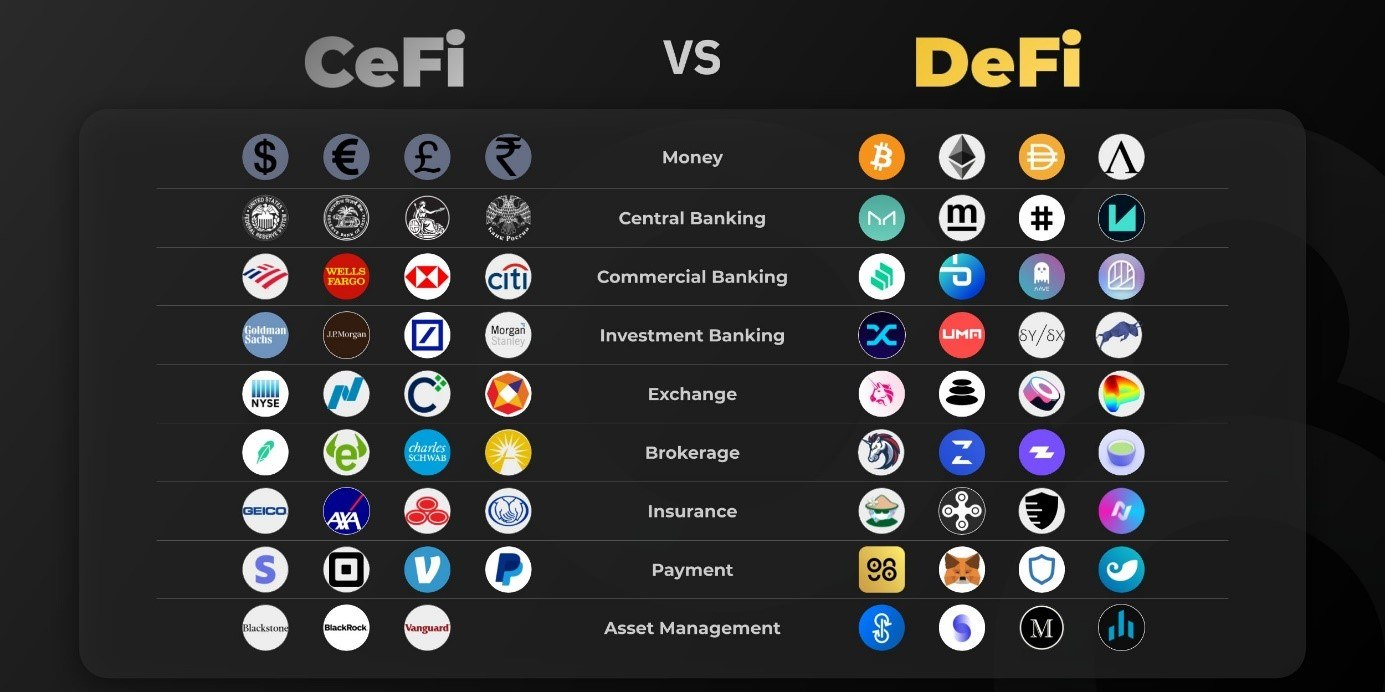 CeFi VS DeFi
$ € £ ₹ Money
Central Banking
citi WELLS FARGO Commercial Banking AAVE
Goldman Sachs J.P.Morgan Morgan Stanley Investment Banking UMA δY/δX
NYSE Exchange
charles SCHWAB Brokerage
GEICO AXA Insurance
Payment
Blackstone BlackRock Vanguard Asset Management M